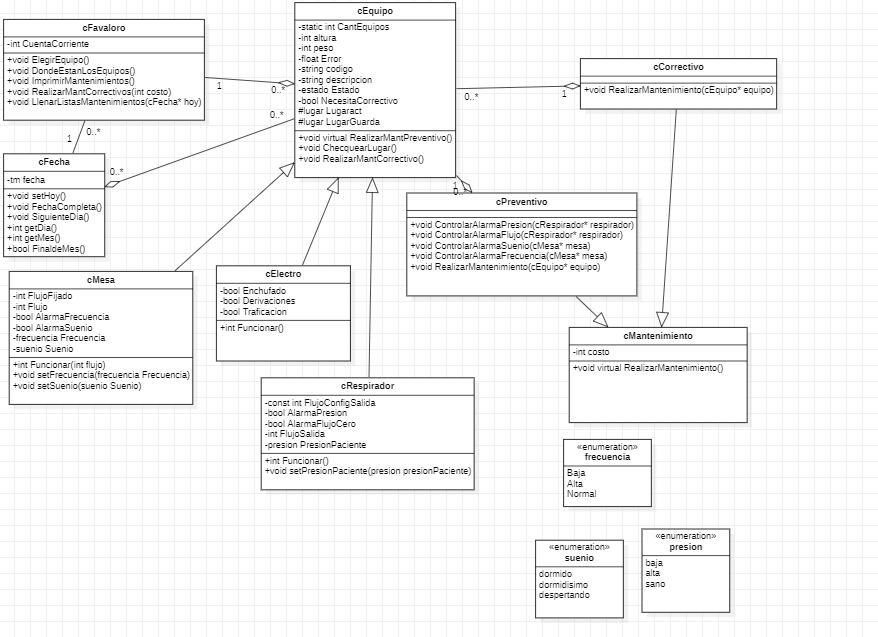 cFavaloro
-int CuentaCorriente
+void ElegirEquipo()
+void DondeEstanLosEquipos()
+void ImprimirMantenimientos()
+void RealizarMantCorrectivos(int costo)
+void LlenarListasMantenimientos(cFecha* hoy)
cEquipo
-static int CantEquipos
-int altura
-int peso
-float Error
-string codigo
-string descripcion
-estado Estado
-bool NecesitaCorrectivo
#lugar Lugaract
#lugar LugarGuarda
+void virtual RealizarMantPreventivo()
+void ChecquearLugar()
+void RealizarMantCorrectivo()
cCorrectivo
+void RealizarMantenimiento(cEquipo* equipo)
1
0..*
0..*
1
0..*
1
0..*
0..*
1
0..*
cFecha
-tm fecha
+void setHoy()
+void FechaCompleta()
+void SiguienteDia()
+int getDia()
+int getMes()
+bool FinaldeMes()
cPreventivo
+void ControlarAlarmaPresion(cRespirador* respirador)
+void ControlarAlarmaFlujo(cRespirador* respirador)
+void ControlarAlarmaSuenio(cMesa* mesa)
+void ControlarAlarmaFrecuencia(cMesa* mesa)
+void RealizarMantenimiento(cEquipo* equipo)
cMesa
-int FlujoFijado
-int Flujo
-bool AlarmaFrecuencia
-bool AlarmaSuenio
-frecuencia Frecuencia
-suenio Suenio
+int Funcionar(int flujo)
+void setFrecuencia(frecuencia Frecuencia)
+void setSuenio(suenio Suenio)
cElectro
-bool Enchufado
-bool Derivaciones
-bool Traficacion
+int Funcionar()
cMantenimiento
-int costo
+void virtual RealizarMantenimiento()
cRespirador
-const int FlujoConfigSalida
-bool AlarmaPresion
-bool AlarmaFlujoCero
-int FlujoSalida
-presion PresionPaciente
+int Funcionar()
+void setPresionPaciente(presion presionPaciente)
«enumeration»
frecuencia
Baja
Alta
Normal
«enumeration»
suenio
dormido
dormidisimo
despertando
«enumeration»
presion
baja
alta
sano